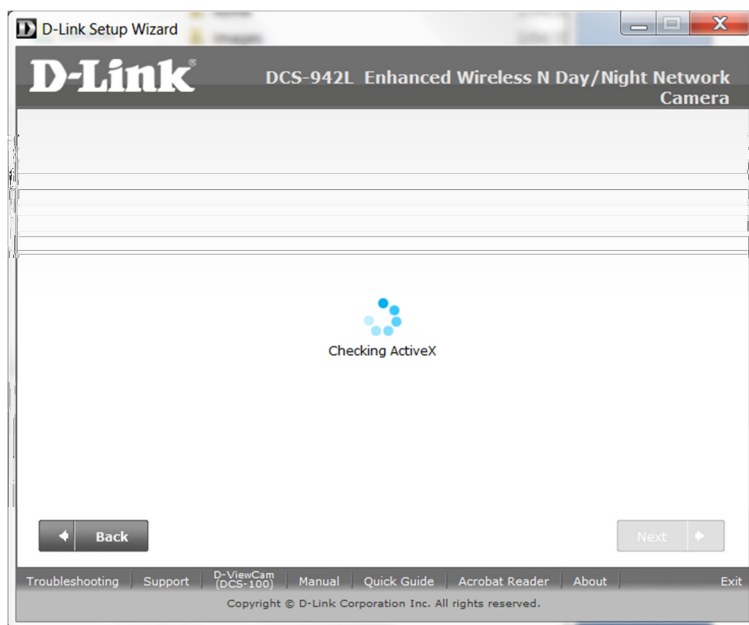 D-Link Setup Wizard
D-Link®
DCS-942L Enhanced Wireless N Day/Night Network
Camera
Checking ActiveX
Back
Next
Troubleshooting
Support
D-ViewCam
(DCS-100)
Manual
Quick Guide
Acrobat Reader
About
Exit
Copyright © D-Link Corporation Inc. All rights reserved.